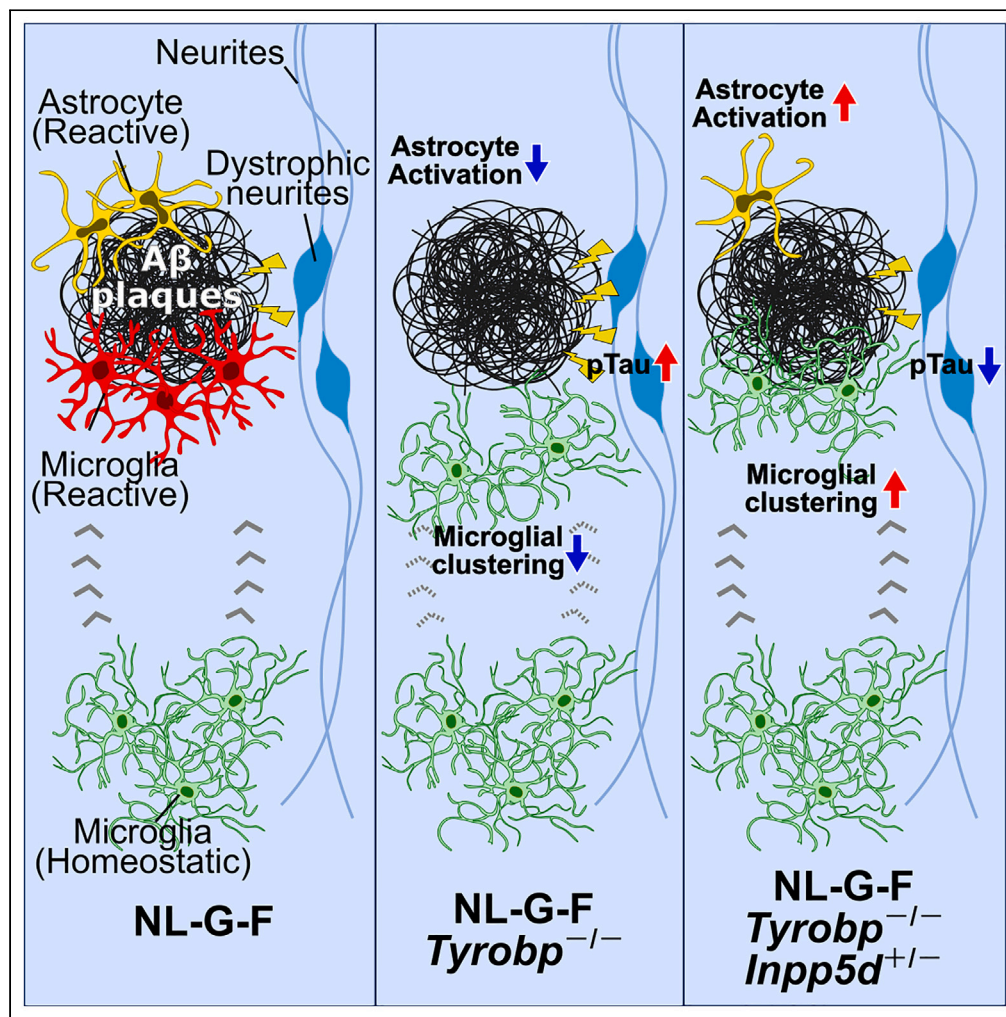 Neurites
Astrocyte
(Reactive)
Dystrophic
neurites
Aβ
plaques
Microglia
(Reactive)
Microglia
(Homeostatic)
NL-G-F
Astrocyte
Activation
pTau
Microglial
clustering
NL-G-F
Tyrobp−/−
Astrocyte
Activation
pTau
Microglial
clustering
NL-G-F
Tyrobp−/−
Inpp5d+/−